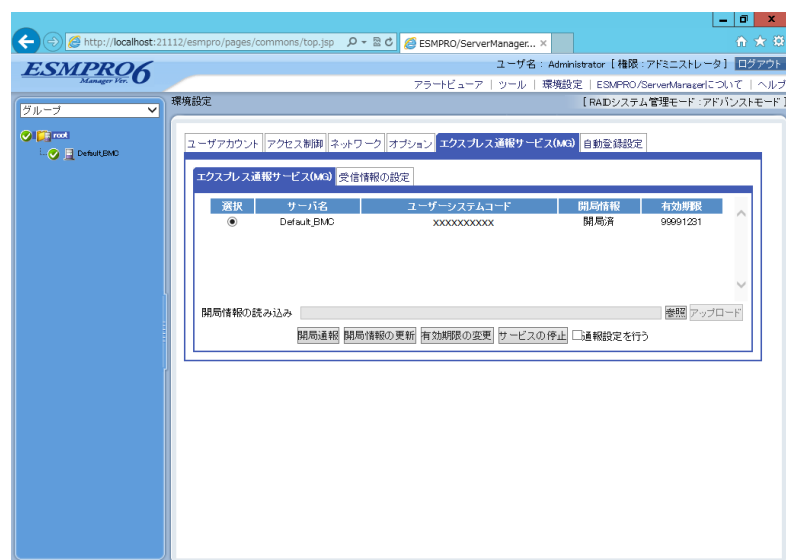 http://localhost:21112/esmpro/pages/commons/top.jsp
ESMPRO/ServerManager... ×
ESMPRO6
Manager Ver.
ユーザ名 : Administrator [ 権限 : アドミニストレータ ] ログアウト
アラートビューア | ツール | 環境設定 | ESMPRO/ServerManagerについて | ヘルプ
グループ
環境設定
[ RAIDシステム管理モード : アドバンストモード ]
root
Default_BMC
ユーザアカウント アクセス制御 ネットワーク オプション エクスプレス通報サービス(MG) 自動登録設定
エクスプレス通報サービス(MG) 受信情報の設定
選択 サーバ名 ユーザーシステムコード 開局情報 有効期限
Default_BMC xxxxxxxxxx 開局済 99991231
開局情報の読み込み 参照 アップロード
開局通報 開局情報の更新 有効期限の変更 サービスの停止 通報設定を行う